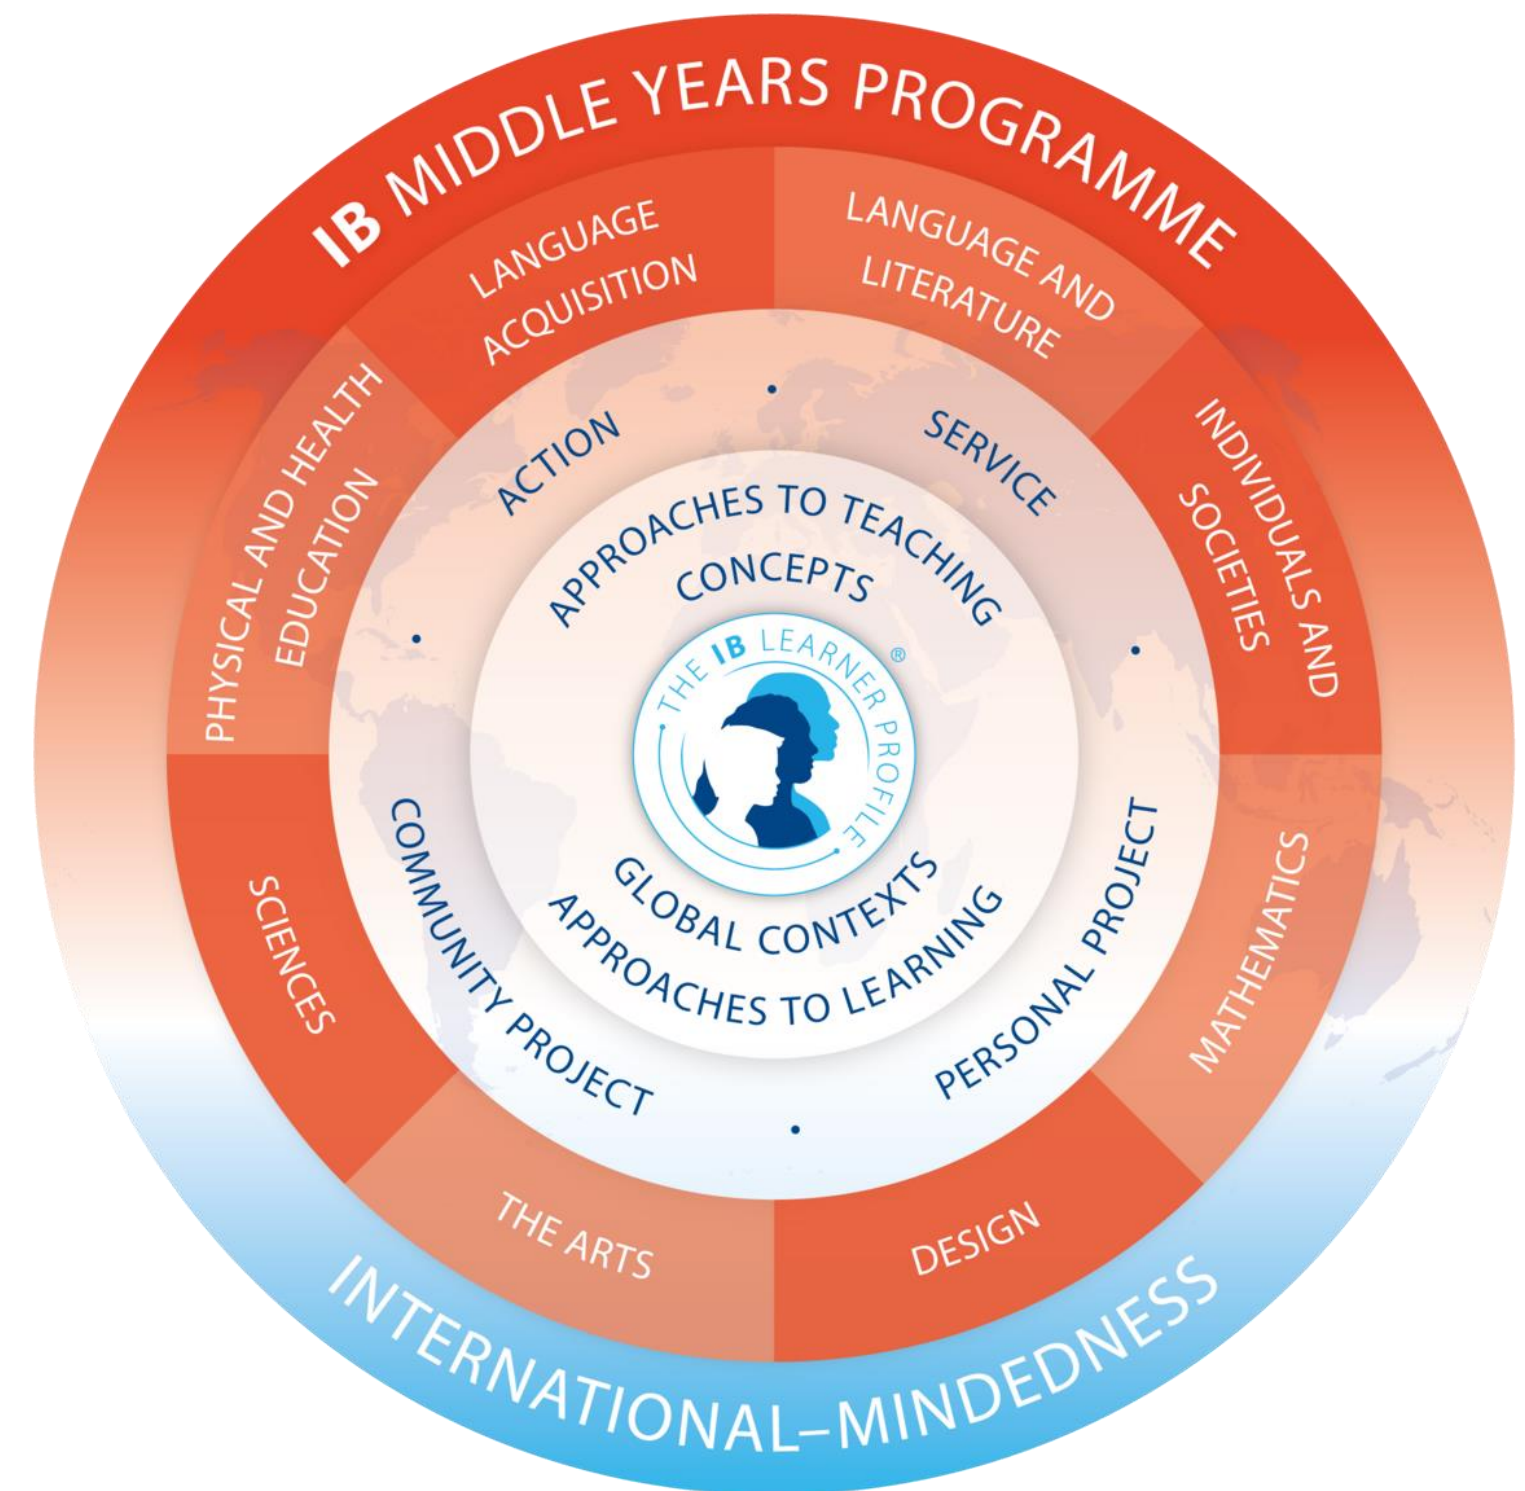 IB MIDDLE YEARS PROGRAMME
LANGUAGE
ACQUISITION
LANGUAGE AND
LITERATURE
INDIVIDUALS AND
SOCIETIES
MATHEMATICS
DESIGN
THE ARTS
SCIENCES
PHYSICAL AND HEALTH
EDUCATION
ACTION
SERVICE
PERSONAL PROJECT
COMMUNITY PROJECT
APPROACHES TO TEACHING
CONCEPTS
THE IB LEARNER PROFILE
®
GLOBAL CONTEXTS
APPROACHES TO LEARNING
INTERNATIONAL–MINDEDNESS